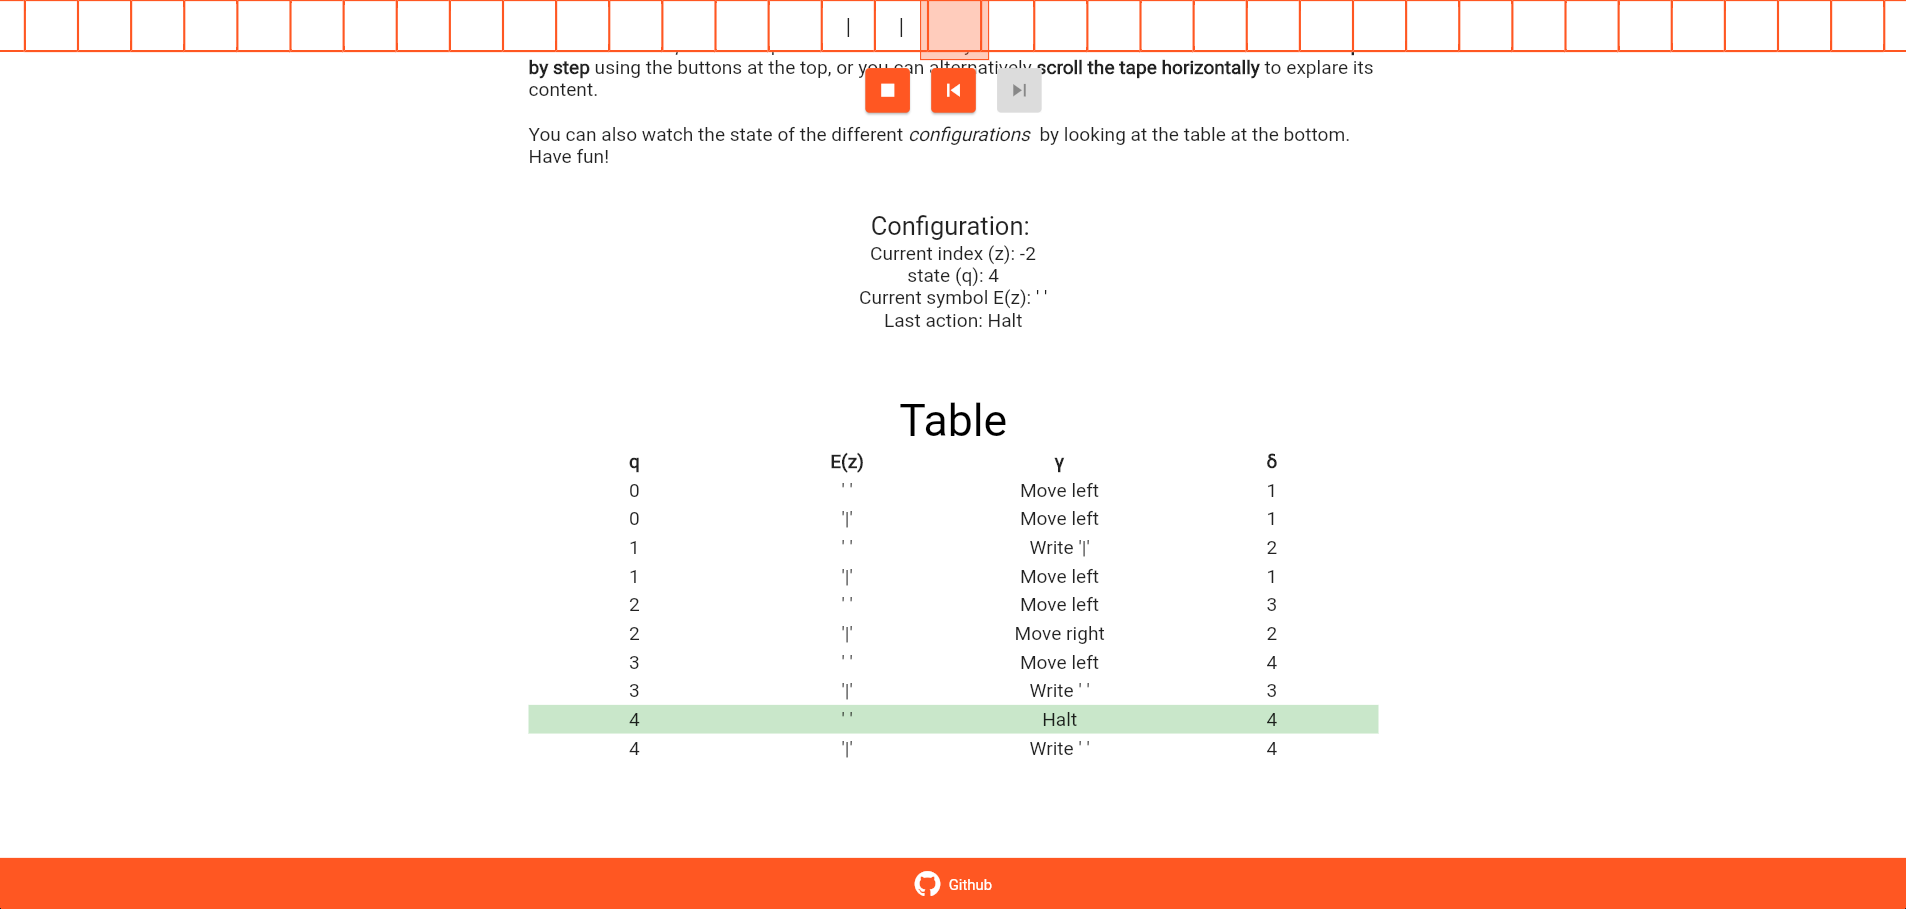 | |
by step using the buttons at the top, or you can alternatively scroll the tape horizontally to explare its
content.
You can also watch the state of the different configurations by looking at the table at the bottom.
Have fun!
Configuration:
Current index (z): -2
state (q): 4
Current symbol E(z): ' '
Last action: Halt
Table
q E(z) γ δ
0 ' ' Move left 1
0 '|' Move left 1
1 ' ' Write '|' 2
1 '|' Move left 1
2 ' ' Move left 3
2 '|' Move right 2
3 ' ' Move left 4
3 '|' Write ' ' 3
4 ' ' Halt 4
4 '|' Write ' ' 4
Github